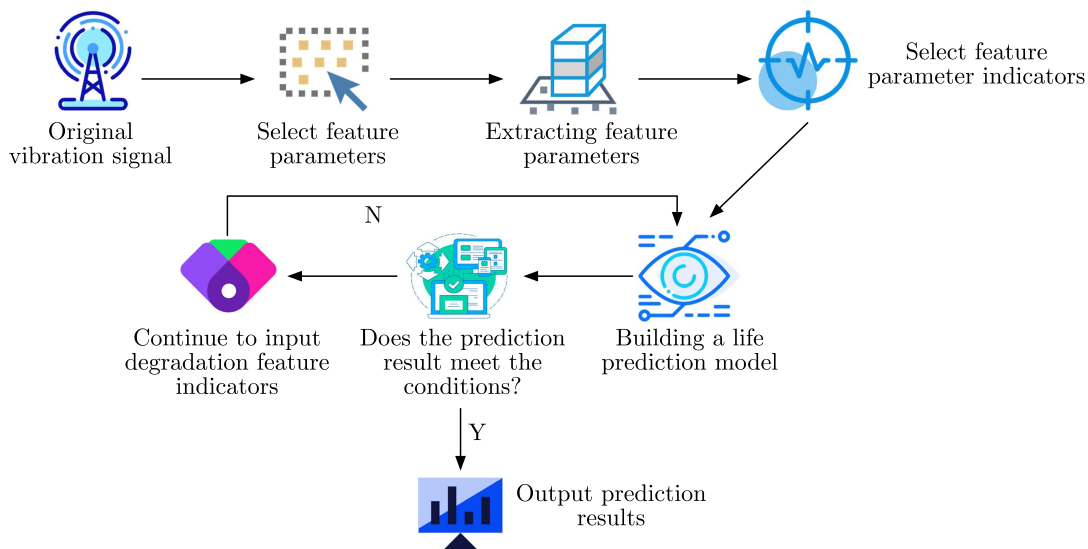 Original
vibration signal
Select feature
parameters
Extracting feature
parameters
Select feature
parameter indicators
N
Continue to input
degradation feature
indicators
Does the prediction
result meet the
conditions?
Building a life
prediction model
Y
Output prediction
results